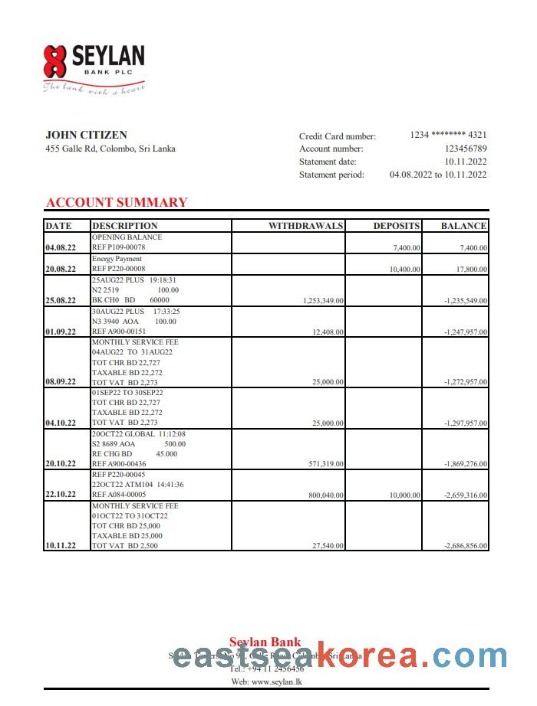 SEYLAN
BANK PLC
The bank with a heart
JOHN CITIZEN
455 Galle Rd, Colombo, Sri Lanka
Credit Card number: 1234 ******** 4321
Account number: 123456789
Statement date: 10.11.2022
Statement period: 04.08.2022 to 10.11.2022
ACCOUNT SUMMARY
DATE DESCRIPTION WITHDRAWALS DEPOSITS BALANCE
OPENING BALANCE
04.08.22 REF P109-00078 7,400.00 7,400.00
Energy Payment
20.08.22 REF P220-00008 10,400.00 17,800.00
25AUG22 PLUS 19:18:31
N2 2519 100.00
25.08.22 BK CH0 BD 60000 1,253,349.00 -1,235,549.00
30AUG22 PLUS 17:33:25
N3 3940 AOA 100.00
01.09.22 REF A900-00151 12,408.00 -1,247,957.00
MONTHLY SERVICE FEE
04AUG22 TO 31AUG22
TOT CHR BD 22,727
TAXABLE BD 22,272
08.09.22 TOT VAT BD 2,273 25,000.00 -1,272,957.00
01SEP22 TO 30SEP22
TOT CHR BD 22,727
TAXABLE BD 22,272
04.10.22 TOT VAT BD 2,273 25,000.00 -1,297,957.00
20OCT22 GLOBAL 11:12:08
S2 8689 AOA 500.00
RE CHG BD 45.000
20.10.22 REF A900-00436 571,319.00 -1,869,276.00
REF P220-00045
22OCT22 ATM104 14:41:36
22.10.22 REF A084-00005 800,040.00 10,000.00 -2,659,316.00
MONTHLY SERVICE FEE
01OCT22 TO 31OCT22
TOT CHR BD 25,000
TAXABLE BD 25,000
10.11.22 TOT VAT BD 2,500 27,540.00 -2,686,856.00
Seylan Bank
eastseakorea.com
Tel.: +94 11 2456456
Web: www.seylan.lk